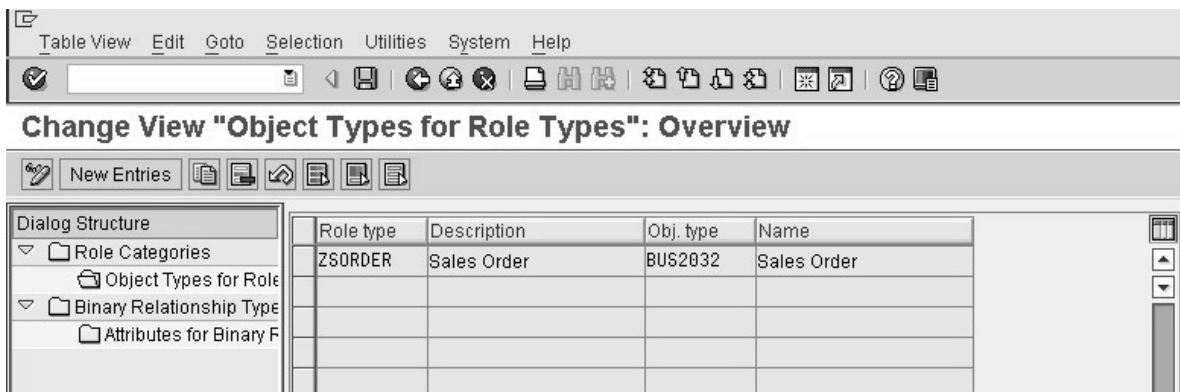 Table View Edit Goto Selection Utilities System Help
Change View "Object Types for Role Types": Overview
New Entries
Dialog Structure
Role Categories
Object Types for Role
Binary Relationship Type
Attributes for Binary R
Role type Description Obj. type Name
ZSORDER Sales Order BUS2032 Sales Order